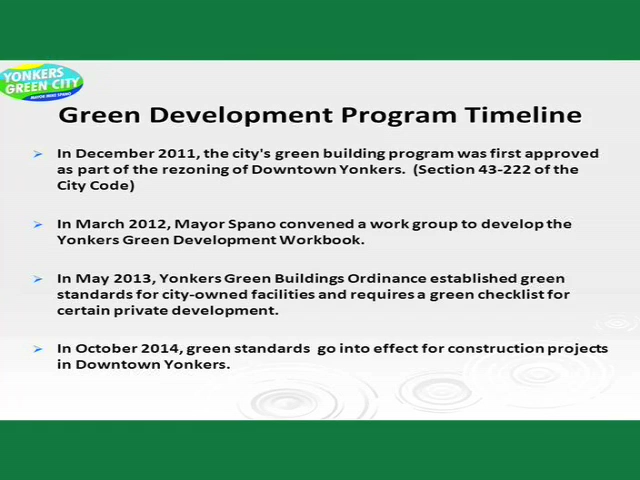 YONKERS
GREEN CITY
MAYOR MIKE SPANO
Green Development Program Timeline
In December 2011, the city's green building program was first approved
as part of the rezoning of Downtown Yonkers.  (Section 43-222 of the
City Code)
In March 2012, Mayor Spano convened a work group to develop the
Yonkers Green Development Workbook.
In May 2013, Yonkers Green Buildings Ordinance established green
standards for city-owned facilities and requires a green checklist for
certain private development.
In October 2014, green standards  go into effect for construction projects
in Downtown Yonkers.